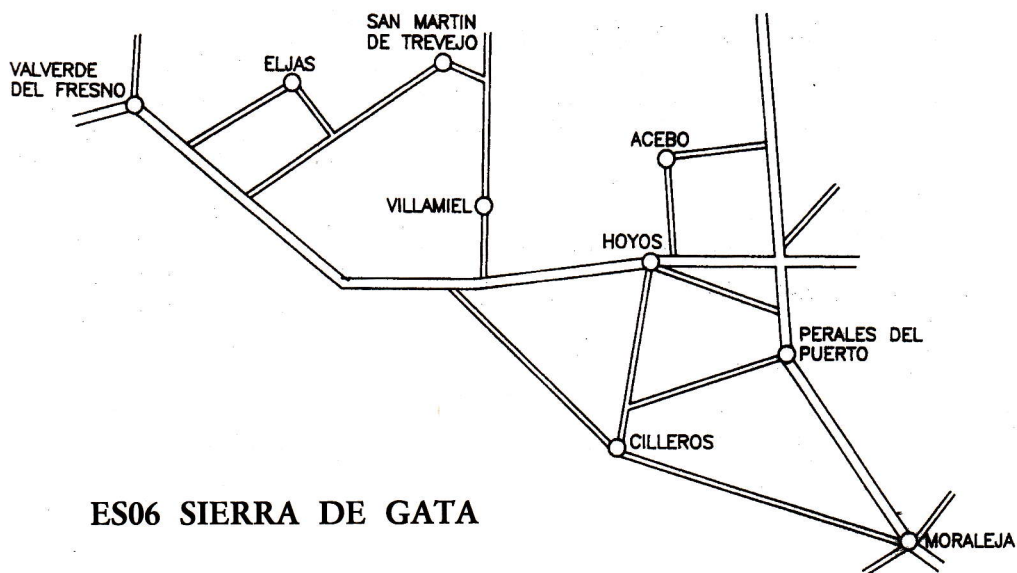 SAN MARTIN
DE TREVEJO
ELJAS
VALVERDE
DEL FRESNO
ACEBO
VILLAMIEL
HOYOS
PERALES DEL
PUERTO
CILLEROS
ES06 SIERRA DE GATA
MORALEJA